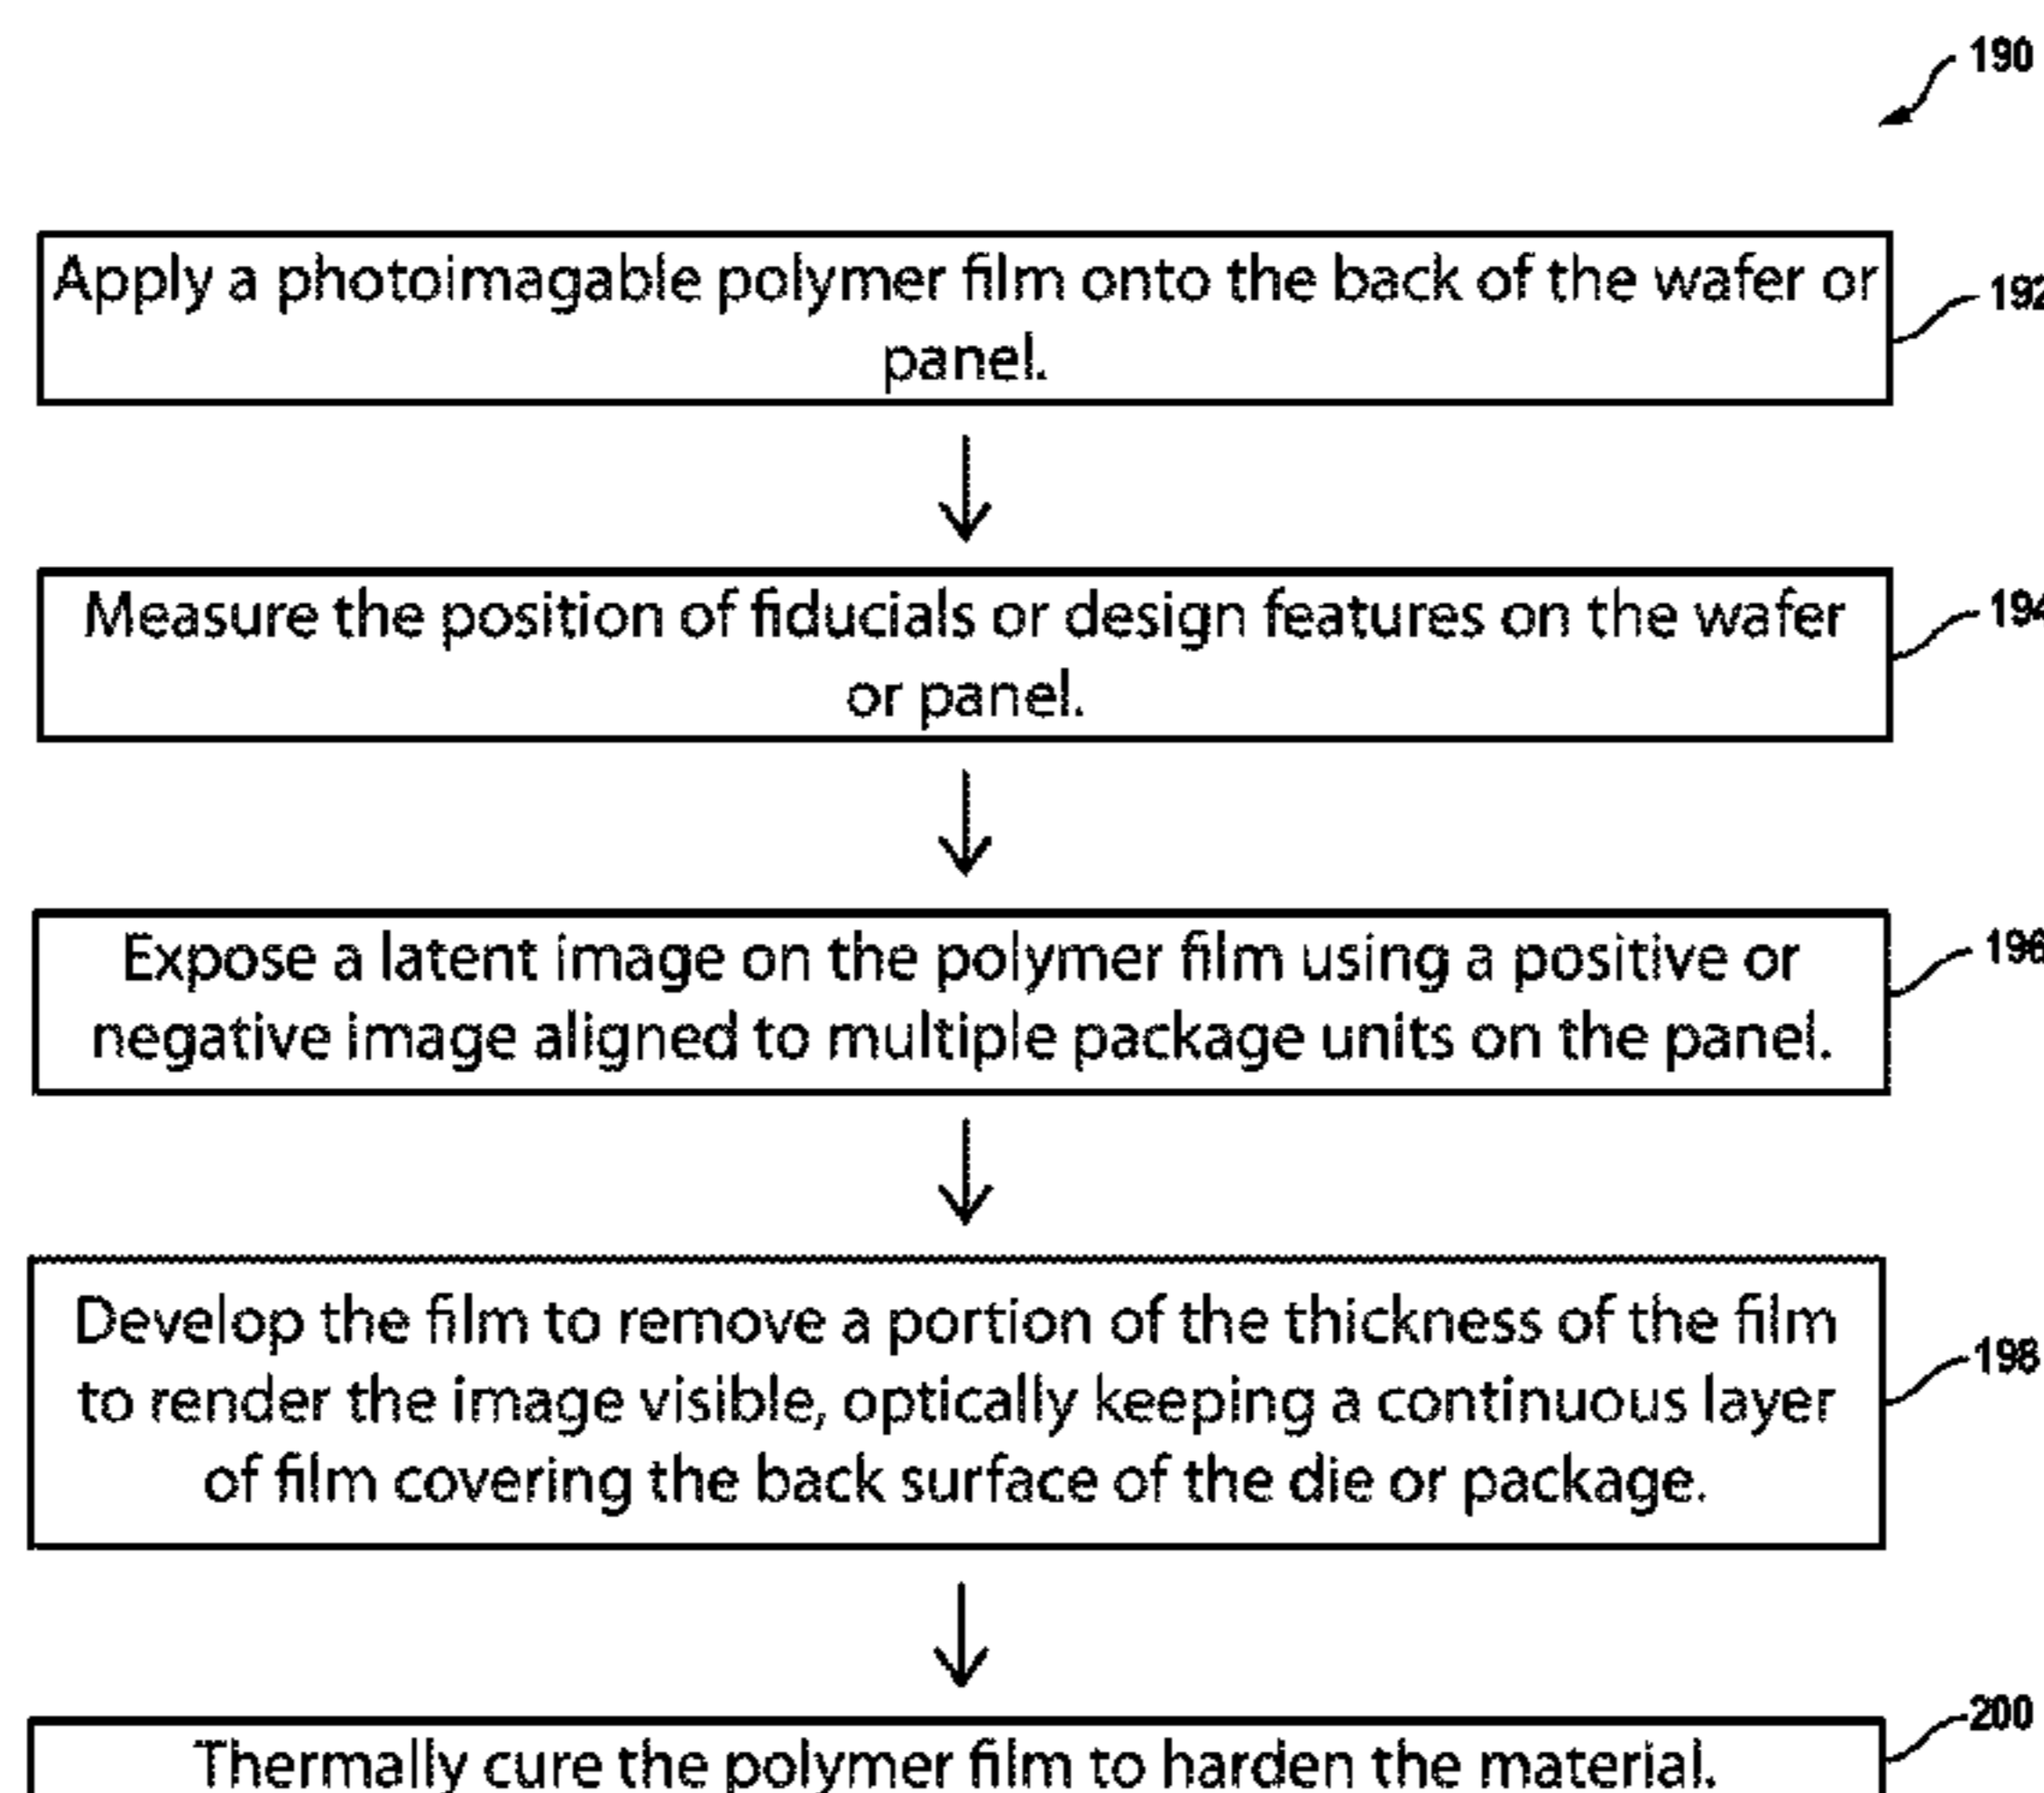 190
Apply a photoimagable polymer film onto the back of the wafer or
panel.
192
Measure the position of fiducials or design features on the wafer
or panel.
194
Expose a latent image on the polymer film using a positive or
negative image aligned to multiple package units on the panel.
196
Develop the film to remove a portion of the thickness of the film
to render the image visible, optically keeping a continuous layer
of film covering the back surface of the die or package.
198
Thermally cure the polymer film to harden the material.
200